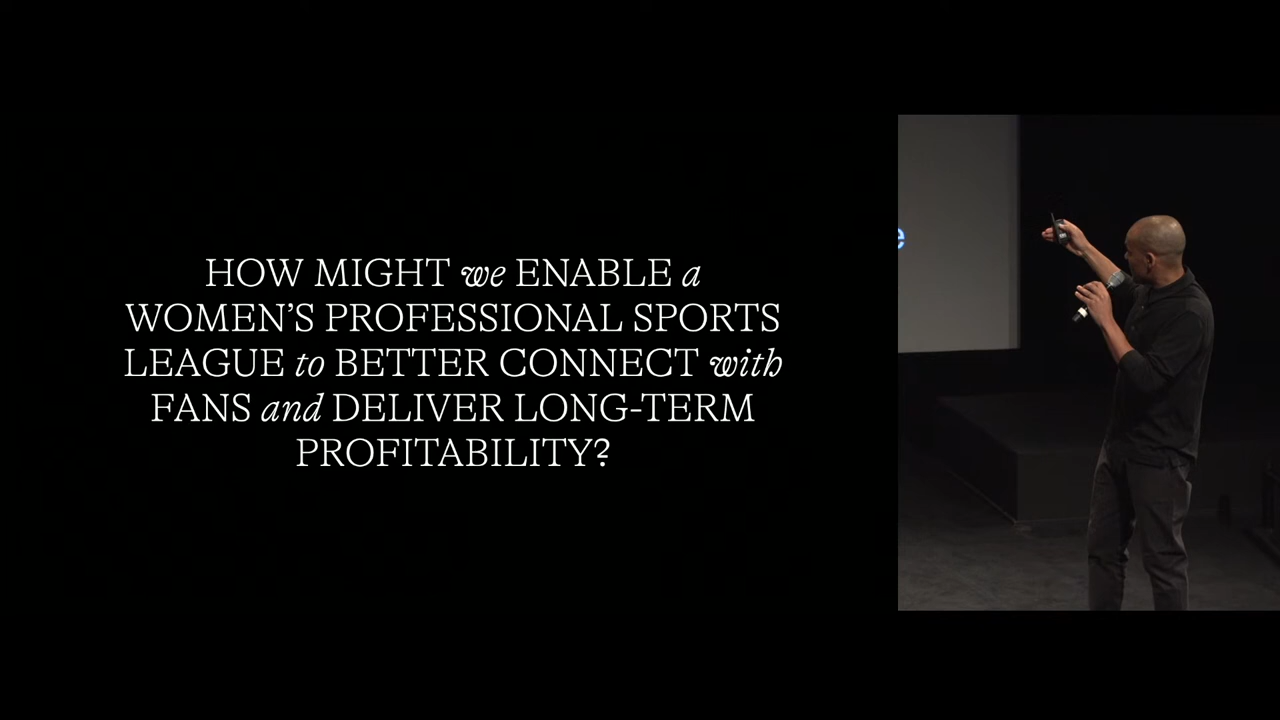 HOW MIGHT we ENABLE a
WOMEN’S PROFESSIONAL SPORTS
LEAGUE to BETTER CONNECT with
FANS and DELIVER LONG-TERM
PROFITABILITY?
e